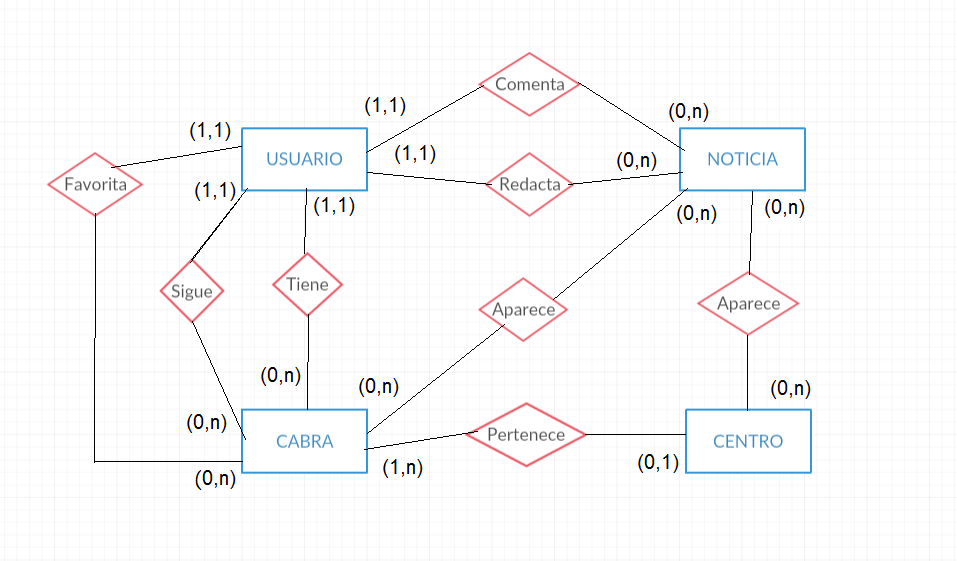 Comenta
(1,1)
(0,n)
(1,1)
USUARIO
(1,1)
(0,n)
NOTICIA
Favorita
Redacta
(1,1)
(1,1)
(0,n)
(0,n)
Sigue
Tiene
Aparece
Aparece
(0,n)
(0,n)
(0,n)
(0,n)
CABRA
Pertenece
CENTRO
(0,n)
(1,n)
(0,1)